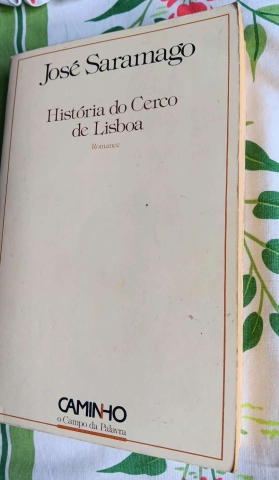 José Saramago
História do Cerco
de Lisboa
Romance
CAMINHO
o Campo da Palavra